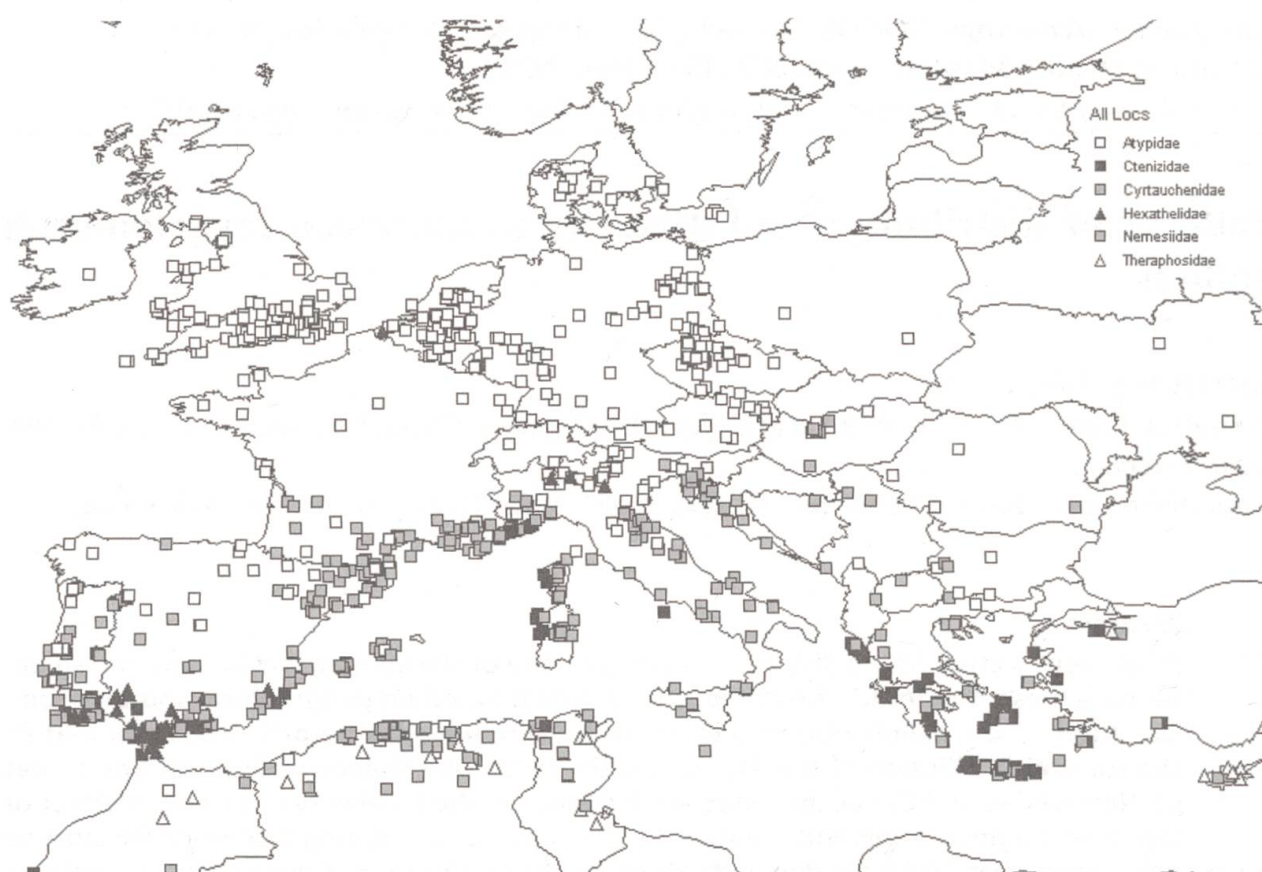 All Locs
Atypidae
Ctenizidae
Cyrtauchenidae
Hexathelidae
Nemesiidae
Theraphosidae